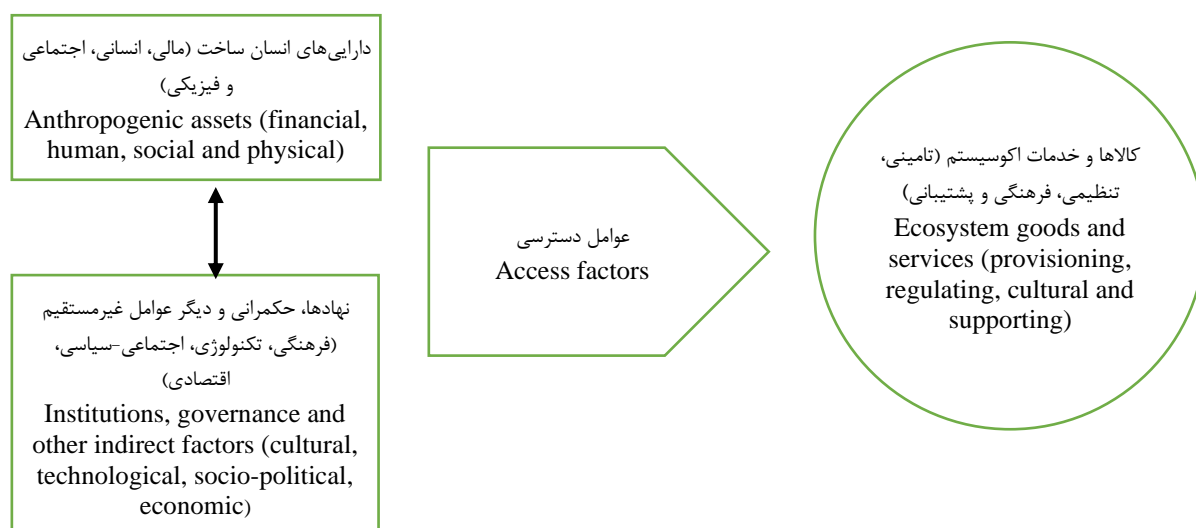 دارایی‌های انسان ساخت (مالی، انسانی، اجتماعی
و فیزیکی)
Anthropogenic assets (financial,
human, social and physical)
نهادها، حکمرانی و دیگر عوامل غیرمستقیم
(فرهنگی، تکنولوژی، اجتماعی-سیاسی،
اقتصادی)
Institutions, governance and
other indirect factors (cultural,
technological, socio-political,
economic)
عوامل دسترسی
Access factors
کالاها و خدمات اکوسیستم (تامینی،
تنظیمی، فرهنگی و پشتیبانی)
Ecosystem goods and
services (provisioning,
regulating, cultural and
supporting)